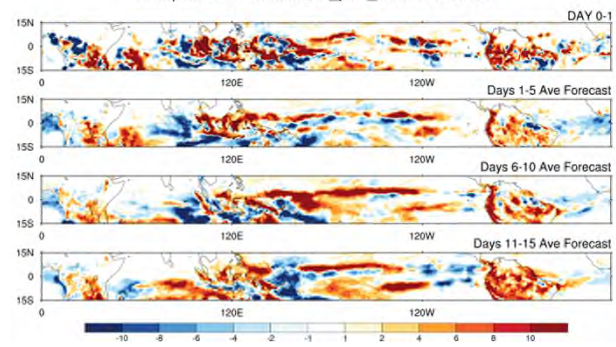 DAY 0-1
15N
0
15S
0 120E 120W
Days 1-5 Ave Forecast
15N
0
15S
0 120E 120W
Days 6-10 Ave Forecast
15N
0
15S
0 120E 120W
Days 11-15 Ave Forecast
15N
0
15S
0 120E 120W
-10 -8 -6 -4 -2 -1 1 2 4 6 8 10